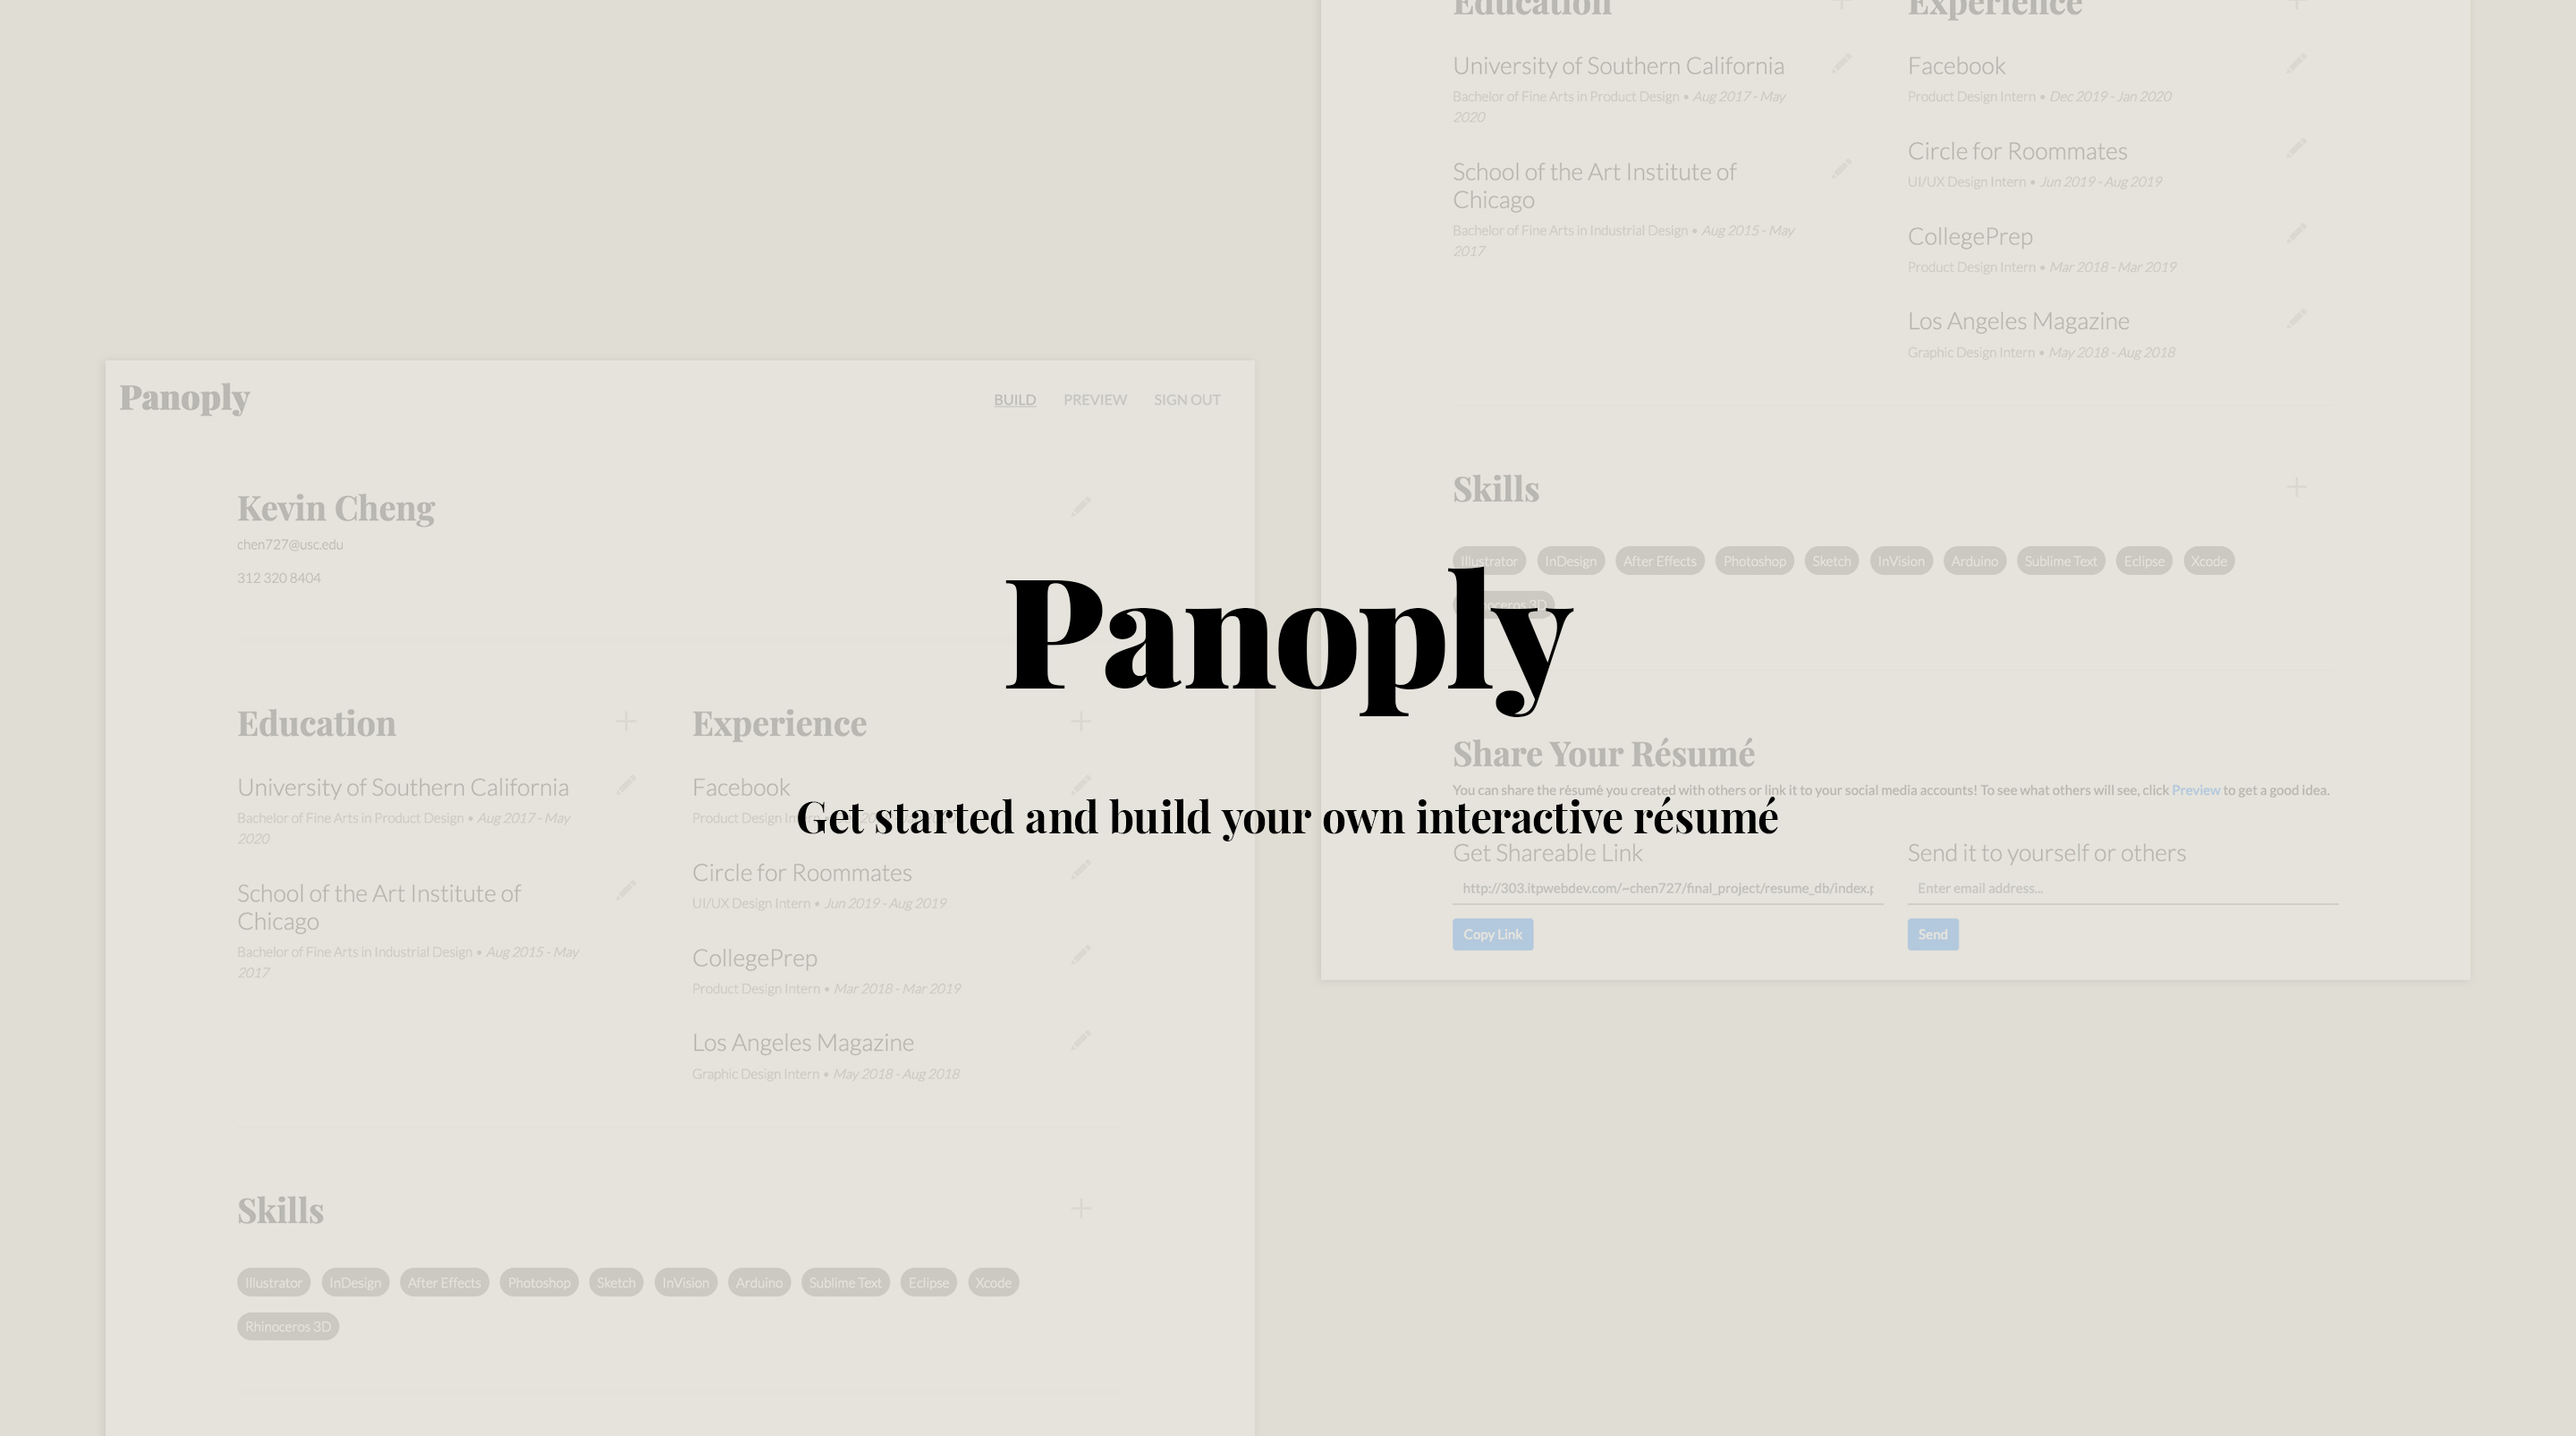 Panoply
Get started and build your own interactive résumé
Panoply
BUILD PREVIEW SIGN OUT
Kevin Cheng
chen727@usc.edu
312 320 8404
Education
University of Southern California
Bachelor of Fine Arts in Product Design • Aug 2017 - May
2020
School of the Art Institute of
Chicago
Bachelor of Fine Arts in Industrial Design • Aug 2015 - May
2017
Experience
Facebook
Product Design
Circle for Roommates
UI/UX Design Intern • Jun 2019 - Aug 2019
CollegePrep
Product Design Intern • Mar 2018 - Mar 2019
Los Angeles Magazine
Graphic Design Intern • May 2018 - Aug 2018
Skills
Illustrator InDesign After Effects Photoshop Sketch InVision Arduino Sublime Text Eclipse Xcode
Rhinoceros 3D
Education
University of Southern California
Bachelor of Fine Arts in Product Design • Aug 2017 - May
2020
School of the Art Institute of
Chicago
Bachelor of Fine Arts in Industrial Design • Aug 2015 - May
2017
Experience
Facebook
Product Design Intern • Dec 2019 - Jan 2020
Circle for Roommates
UI/UX Design Intern • Jun 2019 - Aug 2019
CollegePrep
Product Design Intern • Mar 2018 - Mar 2019
Los Angeles Magazine
Graphic Design Intern • May 2018 - Aug 2018
Skills
Illustrator InDesign After Effects Photoshop Sketch InVision Arduino Sublime Text Eclipse Xcode
3D
Share Your Résumé
You can share the résumé you created with others or link it to your social media accounts! To see what others will see, click Preview to get a good idea.
Get Shareable Link
http://303.itpwebdev.com/~chen727/final_project/resume_db/index.p
Copy Link
Send it to yourself or others
Enter email address...
Send